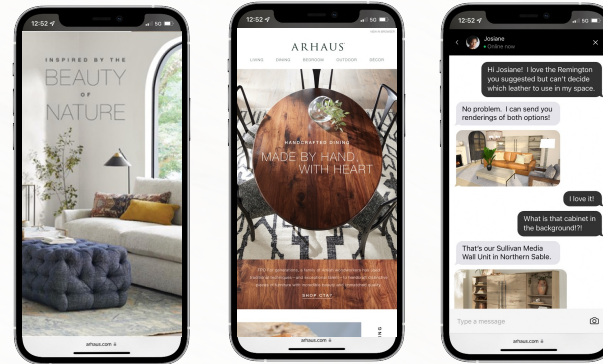 12:52
5G
INSPIRED BY THE
BEAUTY
OF
NATURE
arhaus.com
12:52
5G
ARHAUS
LIVING DINING BEDROOM OUTDOOR DECOR
HANDCRAFTED DINING
MADE BY HAND,
WITH HEART
SHOP
arhaus.com
12:52
5G
Josiane
Online now
Hi Josiane! I love the Remington
you suggested but can't decide
which leather to use in my space.
No problem. I can send you
renderings of both options!
I love it!
What is that cabinet in
the background!?!
That's our Sullivan Media
Wall Unit in Northern Sable.
Type a message
arhaus.com